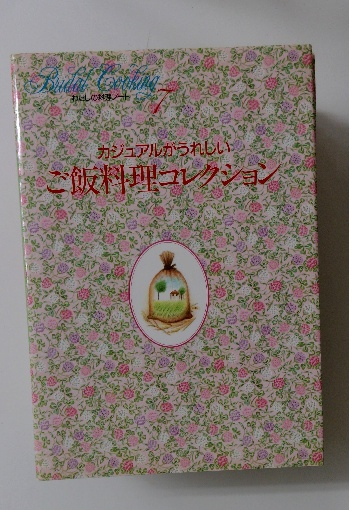 Bridal Cooking
わたしの料理ノート
7
カジュアルがうれしい
ご飯料理コレクション